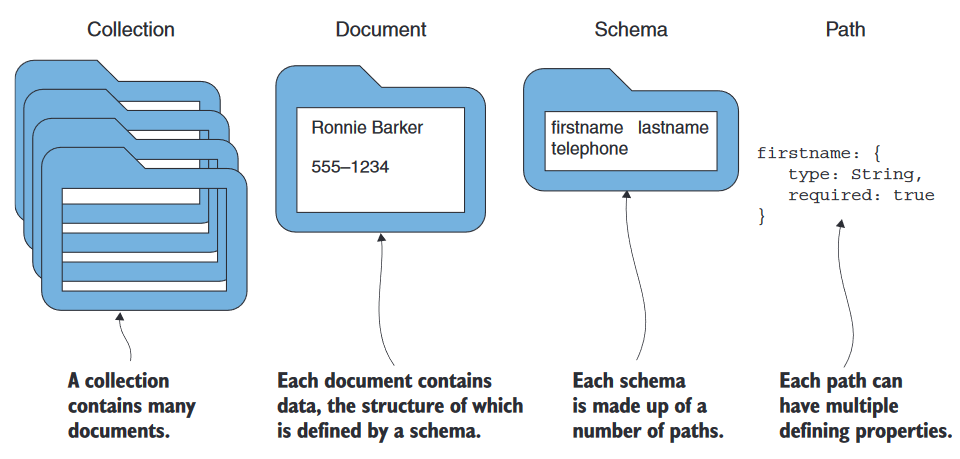 Collection
Document
Schema
Path
Ronnie Barker
555–1234
firstname lastname
telephone
firstname: {
type: String,
required: true
}
A collection
contains many
documents.
Each document contains
data, the structure of which
is defined by a schema.
Each schema
is made up of a
number of paths.
Each path can
have multiple
defining properties.